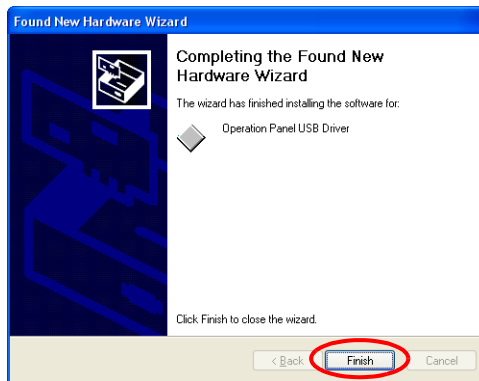 Found New Hardware Wizard
Completing the Found New
Hardware Wizard
The wizard has finished installing the software for:
Operation Panel USB Driver
Click Finish to close the wizard.
< Back Finish Cancel